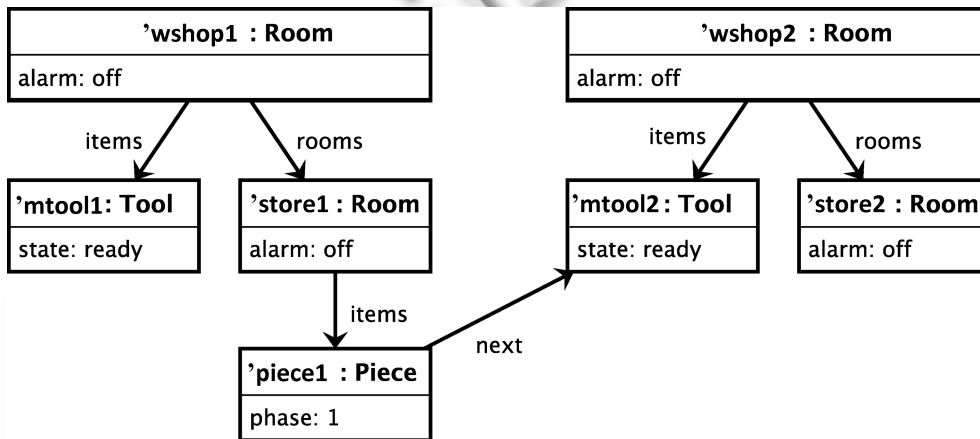 ’wshop1 : Room
alarm: off
’wshop2 : Room
alarm: off
items
rooms
items
rooms
’mtool1: Tool
state: ready
’store1 : Room
alarm: off
’mtool2: Tool
state: ready
’store2 : Room
alarm: off
items
next
’piece1 : Piece
phase: 1